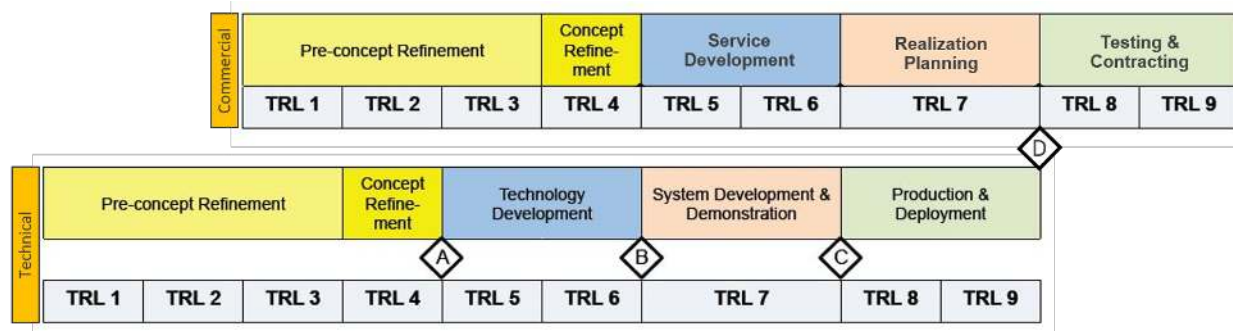 Commercial
Pre-concept Refinement
Concept
Refine-
ment
Service
Development
Realization
Planning
Testing &
Contracting
TRL 1 TRL 2 TRL 3 TRL 4 TRL 5 TRL 6 TRL 7 TRL 8 TRL 9
D
Technical
Pre-concept Refinement
Concept
Refine-
ment
Technology
Development
System Development &
Demonstration
Production &
Deployment
A B C
TRL 1 TRL 2 TRL 3 TRL 4 TRL 5 TRL 6 TRL 7 TRL 8 TRL 9